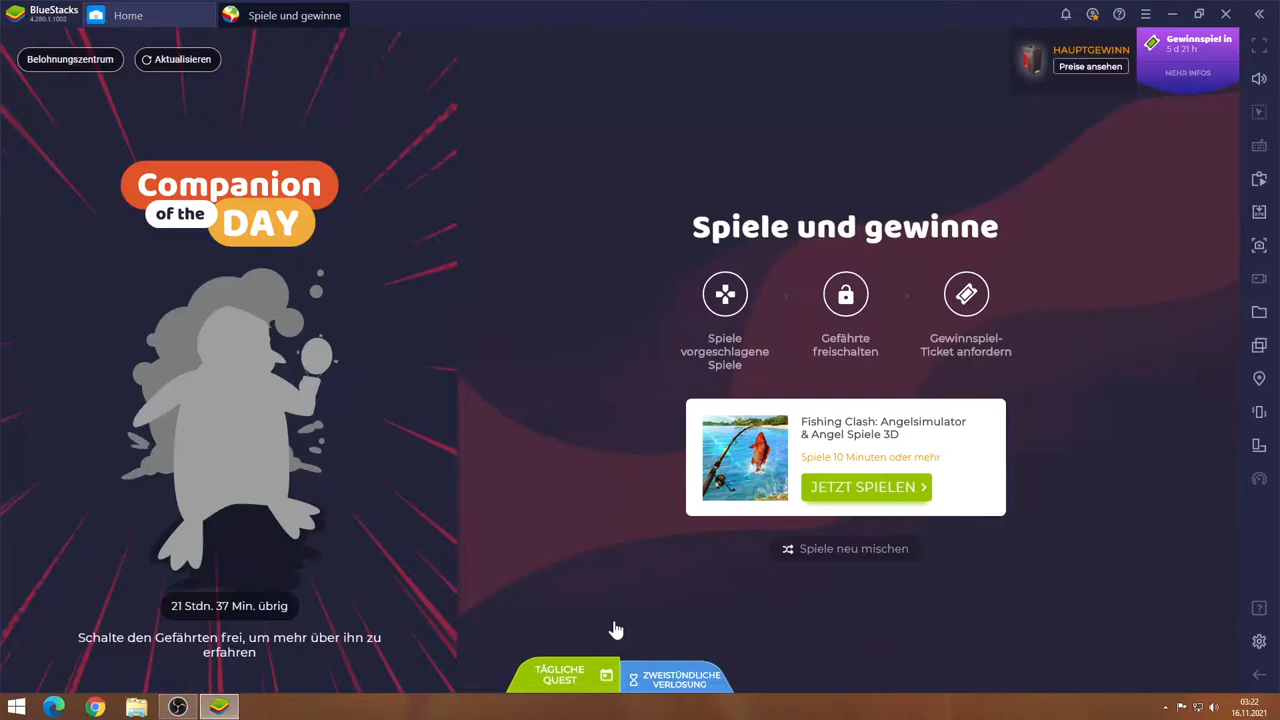 BlueStacks
4.280.1.1002
Home
Spiele und gewinne
Belohnungszentrum
Aktualisieren
HAUPTGEWINN
Preise ansehen
Gewinnspiel in
5 d 21 h
MEHR INFOS
Companion
of the
DAY
21 Stdn. 37 Min. übrig
Schalte den Gefährten frei, um mehr über ihn zu
erfahren
Spiele und gewinne
Spiele
vorgeschlagene
Spiele
Gefährte
freischalten
Gewinnspiel-
Ticket anfordern
Fishing Clash: Angelsimulator
& Angel Spiele 3D
Spiele 10 Minuten oder mehr
JETZT SPIELEN
Spiele neu mischen
TÄGLICHE
QUEST
ZWEISTÜNDLICHE
VERLOSUNG
03:22
16.11.2021